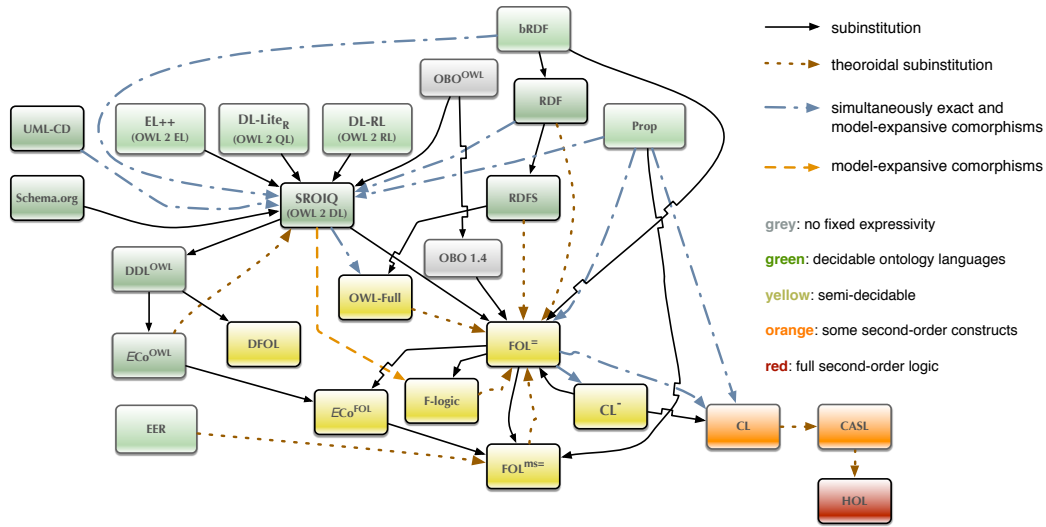 bRDF
subinstitution
OBO^OWL
theoroidal subinstitution
RDF
EL++
(OWL 2 EL)
DL-Lite_R
(OWL 2 QL)
DL-RL
(OWL 2 RL)
simultaneously exact and
model-expansive comorphisms
UML-CD
Prop
model-expansive comorphisms
Schema.org
SROIQ
(OWL 2 DL)
RDFS
grey: no fixed expressivity
DDL^OWL
OBO 1.4
green: decidable ontology languages
OWL-Full
yellow: semi-decidable
orange: some second-order constructs
ECo^OWL
DFOL
FOL^=
red: full second-order logic
ECo^FOL
F-logic
CL^-
EER
CL
CASL
FOL^ms=
HOL